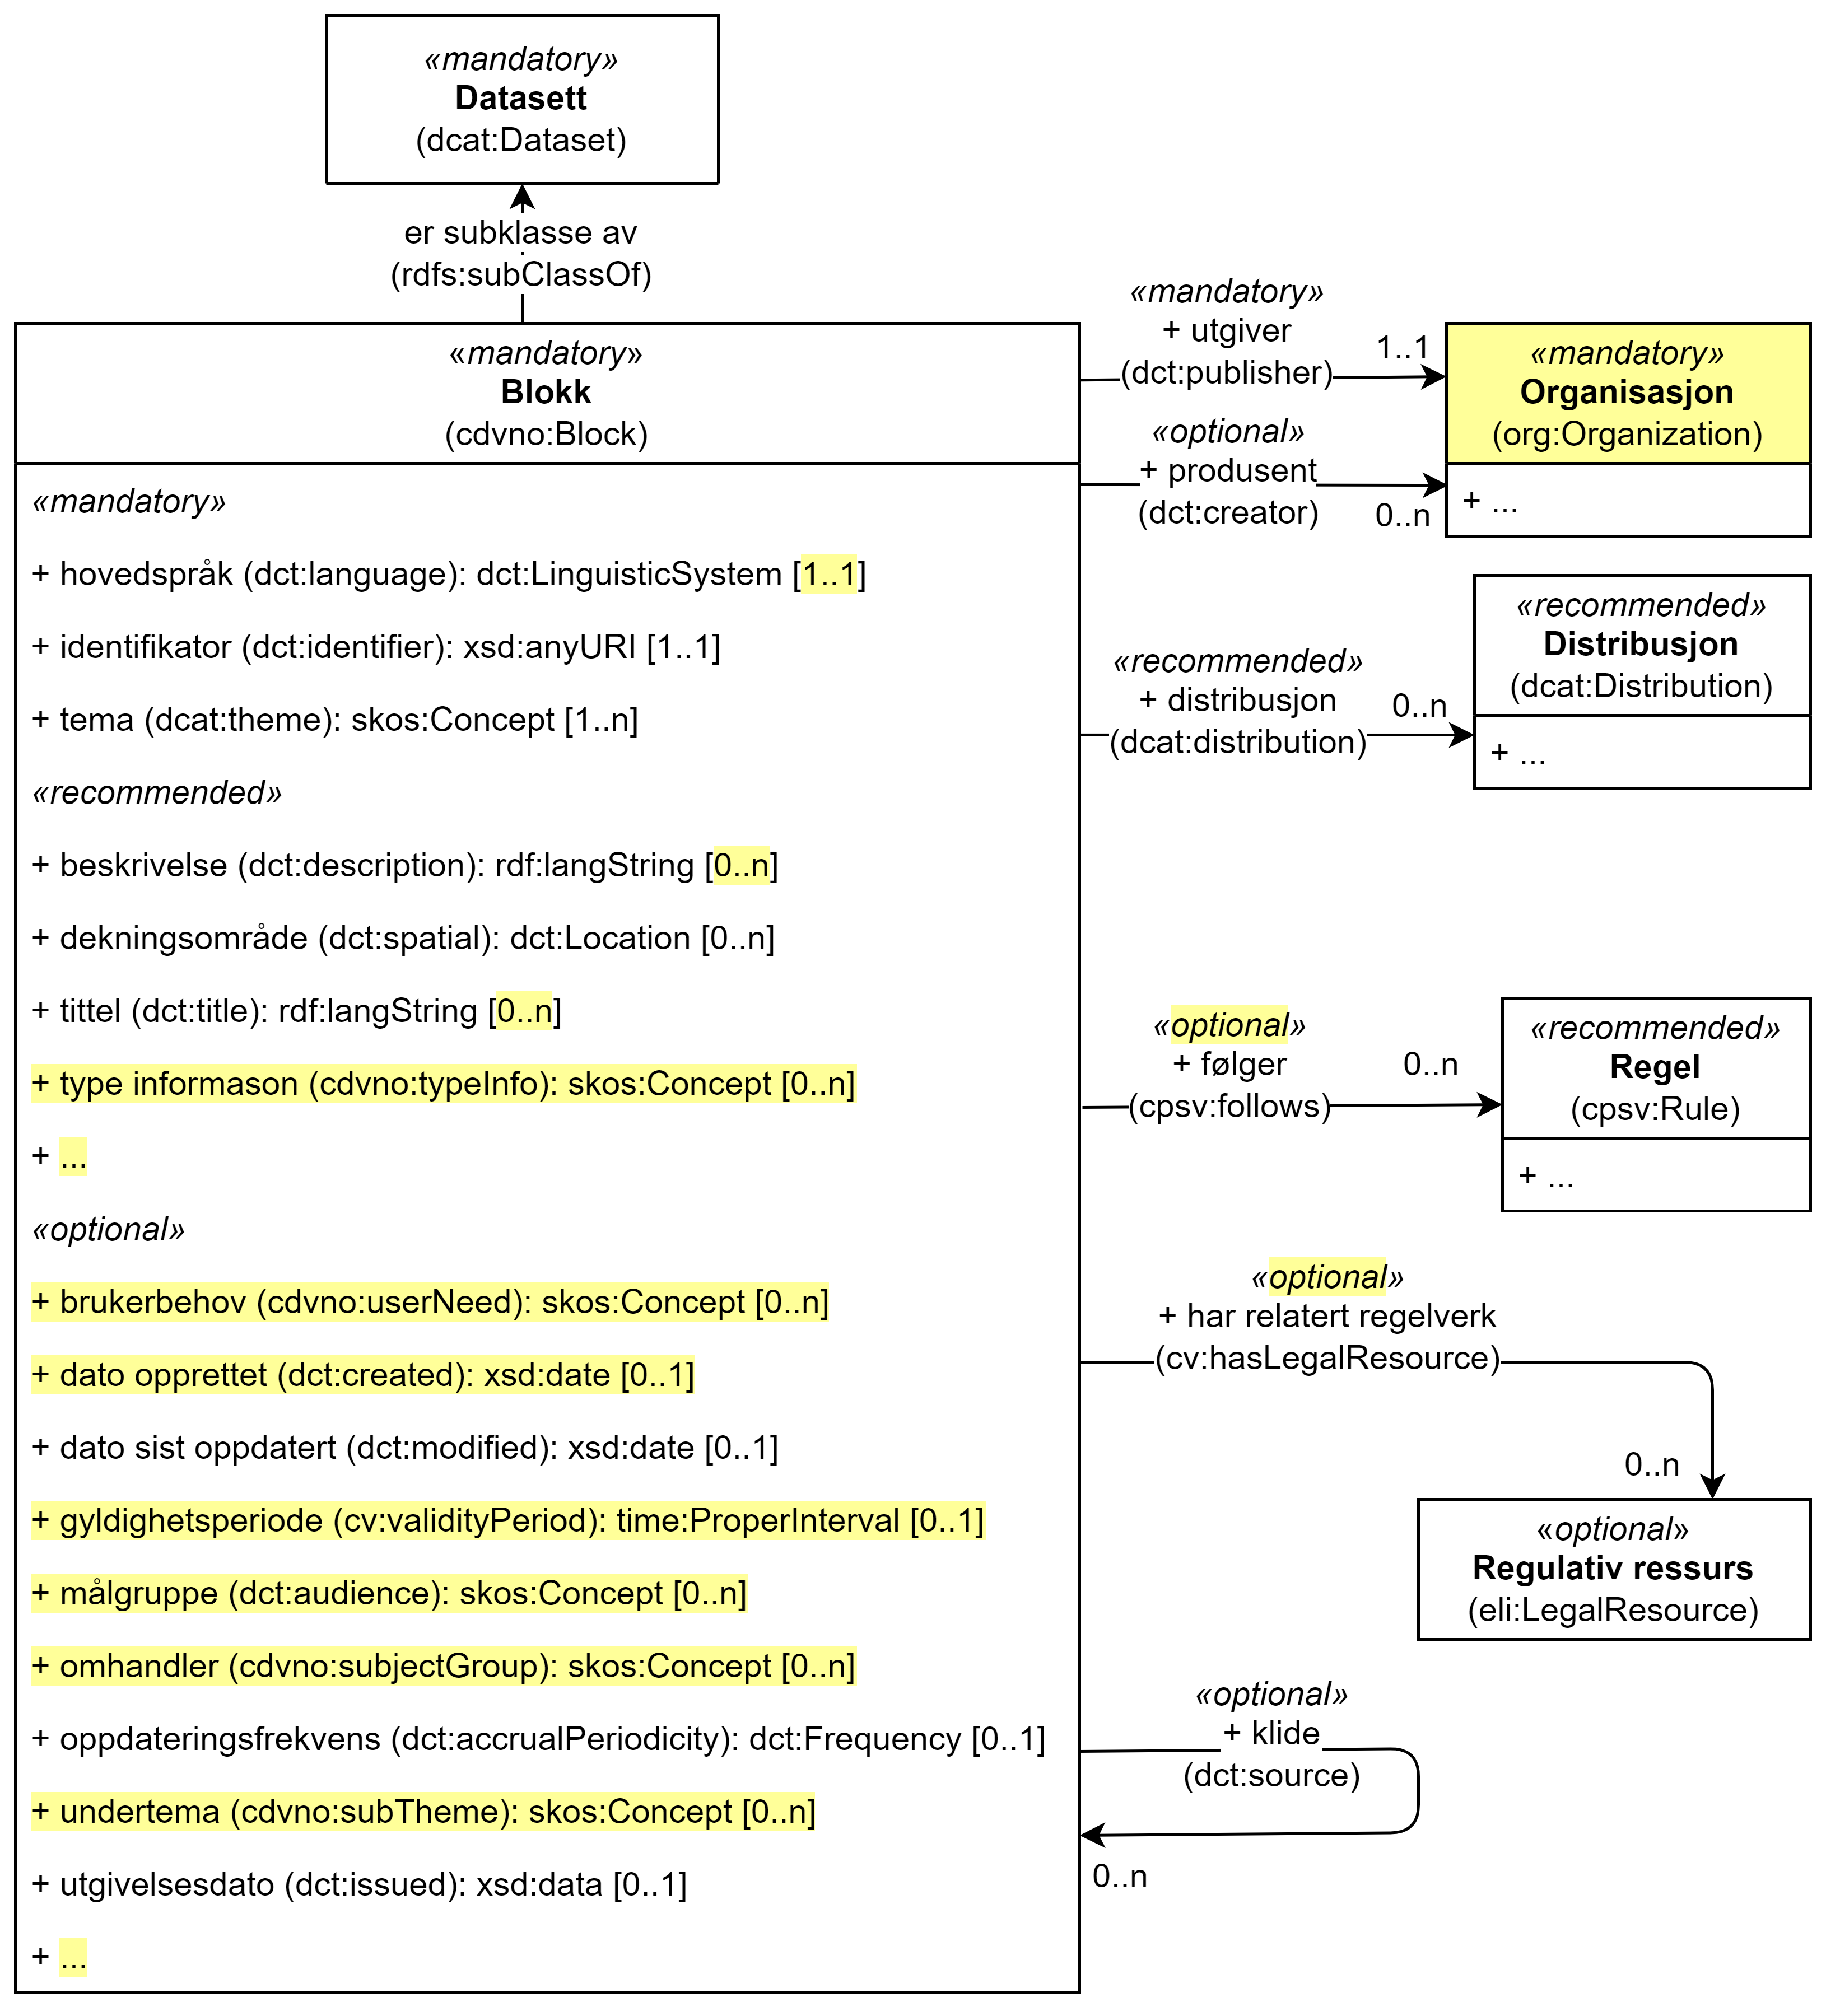 «mandatory»
Datasett
(dcat:Dataset)
er subklasse av
(rdfs:subClassOf)
«mandatory»
Blokk
(cdvno:Block)
«mandatory»
+ hovedspråk (dct:language): dct:LinguisticSystem [1..1]
+ identifikator (dct:identifier): xsd:anyURI [1..1]
+ tema (dcat:theme): skos:Concept [1..n]
«recommended»
+ beskrivelse (dct:description): rdf:langString [0..n]
+ dekningsområde (dct:spatial): dct:Location [0..n]
+ tittel (dct:title): rdf:langString [0..n]
+ type informason (cdvno:typeInfo): skos:Concept [0..n]
+ ...
«optional»
+ brukerbehov (cdvno:userNeed): skos:Concept [0..n]
+ dato opprettet (dct:created): xsd:date [0..1]
+ dato sist oppdatert (dct:modified): xsd:date [0..1]
+ gyldighetsperiode (cv:validityPeriod): time:ProperInterval [0..1]
+ målgruppe (dct:audience): skos:Concept [0..n]
+ omhandler (cdvno:subjectGroup): skos:Concept [0..n]
+ oppdateringsfrekvens (dct:accrualPeriodicity): dct:Frequency [0..1]
+ undertema (cdvno:subTheme): skos:Concept [0..n]
+ utgivelsesdato (dct:issued): xsd:data [0..1]
+ ...
«mandatory»
+ utgiver
(dct:publisher)
1..1
«optional»
+ produsent
(dct:creator)
0..n
«mandatory»
Organisasjon
(org:Organization)
+ ...
«recommended»
+ distribusjon
(dcat:distribution)
0..n
«recommended»
Distribusjon
(dcat:Distribution)
+ ...
«optional»
+ følger
(cpsv:follows)
0..n
«recommended»
Regel
(cpsv:Rule)
+ ...
«optional»
+ har relatert regelverk
(cv:hasLegalResource)
0..n
«optional»
Regulativ ressurs
(eli:LegalResource)
«optional»
+ klide
(dct:source)
0..n